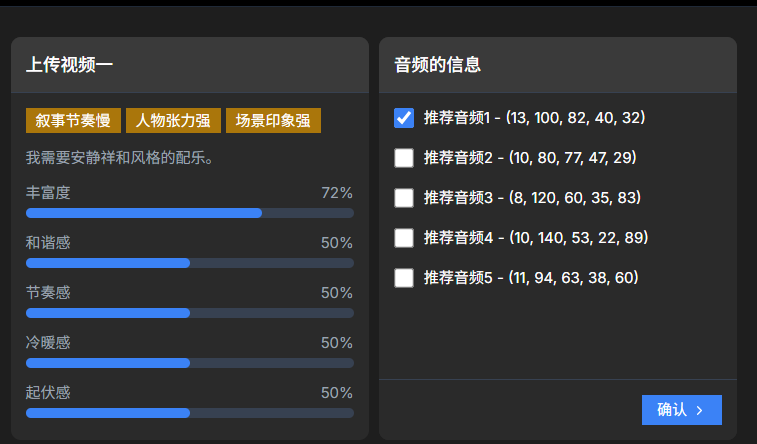 上传视频一
叙事节奏慢 人物张力强 场景印象强
我需要安静祥和风格的配乐。
丰富度 72%
和谐感 50%
节奏感 50%
冷暖感 50%
起伏感 50%
音频的信息
推荐音频1 - (13, 100, 82, 40, 32)
推荐音频2 - (10, 80, 77, 47, 29)
推荐音频3 - (8, 120, 60, 35, 83)
推荐音频4 - (10, 140, 53, 22, 89)
推荐音频5 - (11, 94, 63, 38, 60)
确认